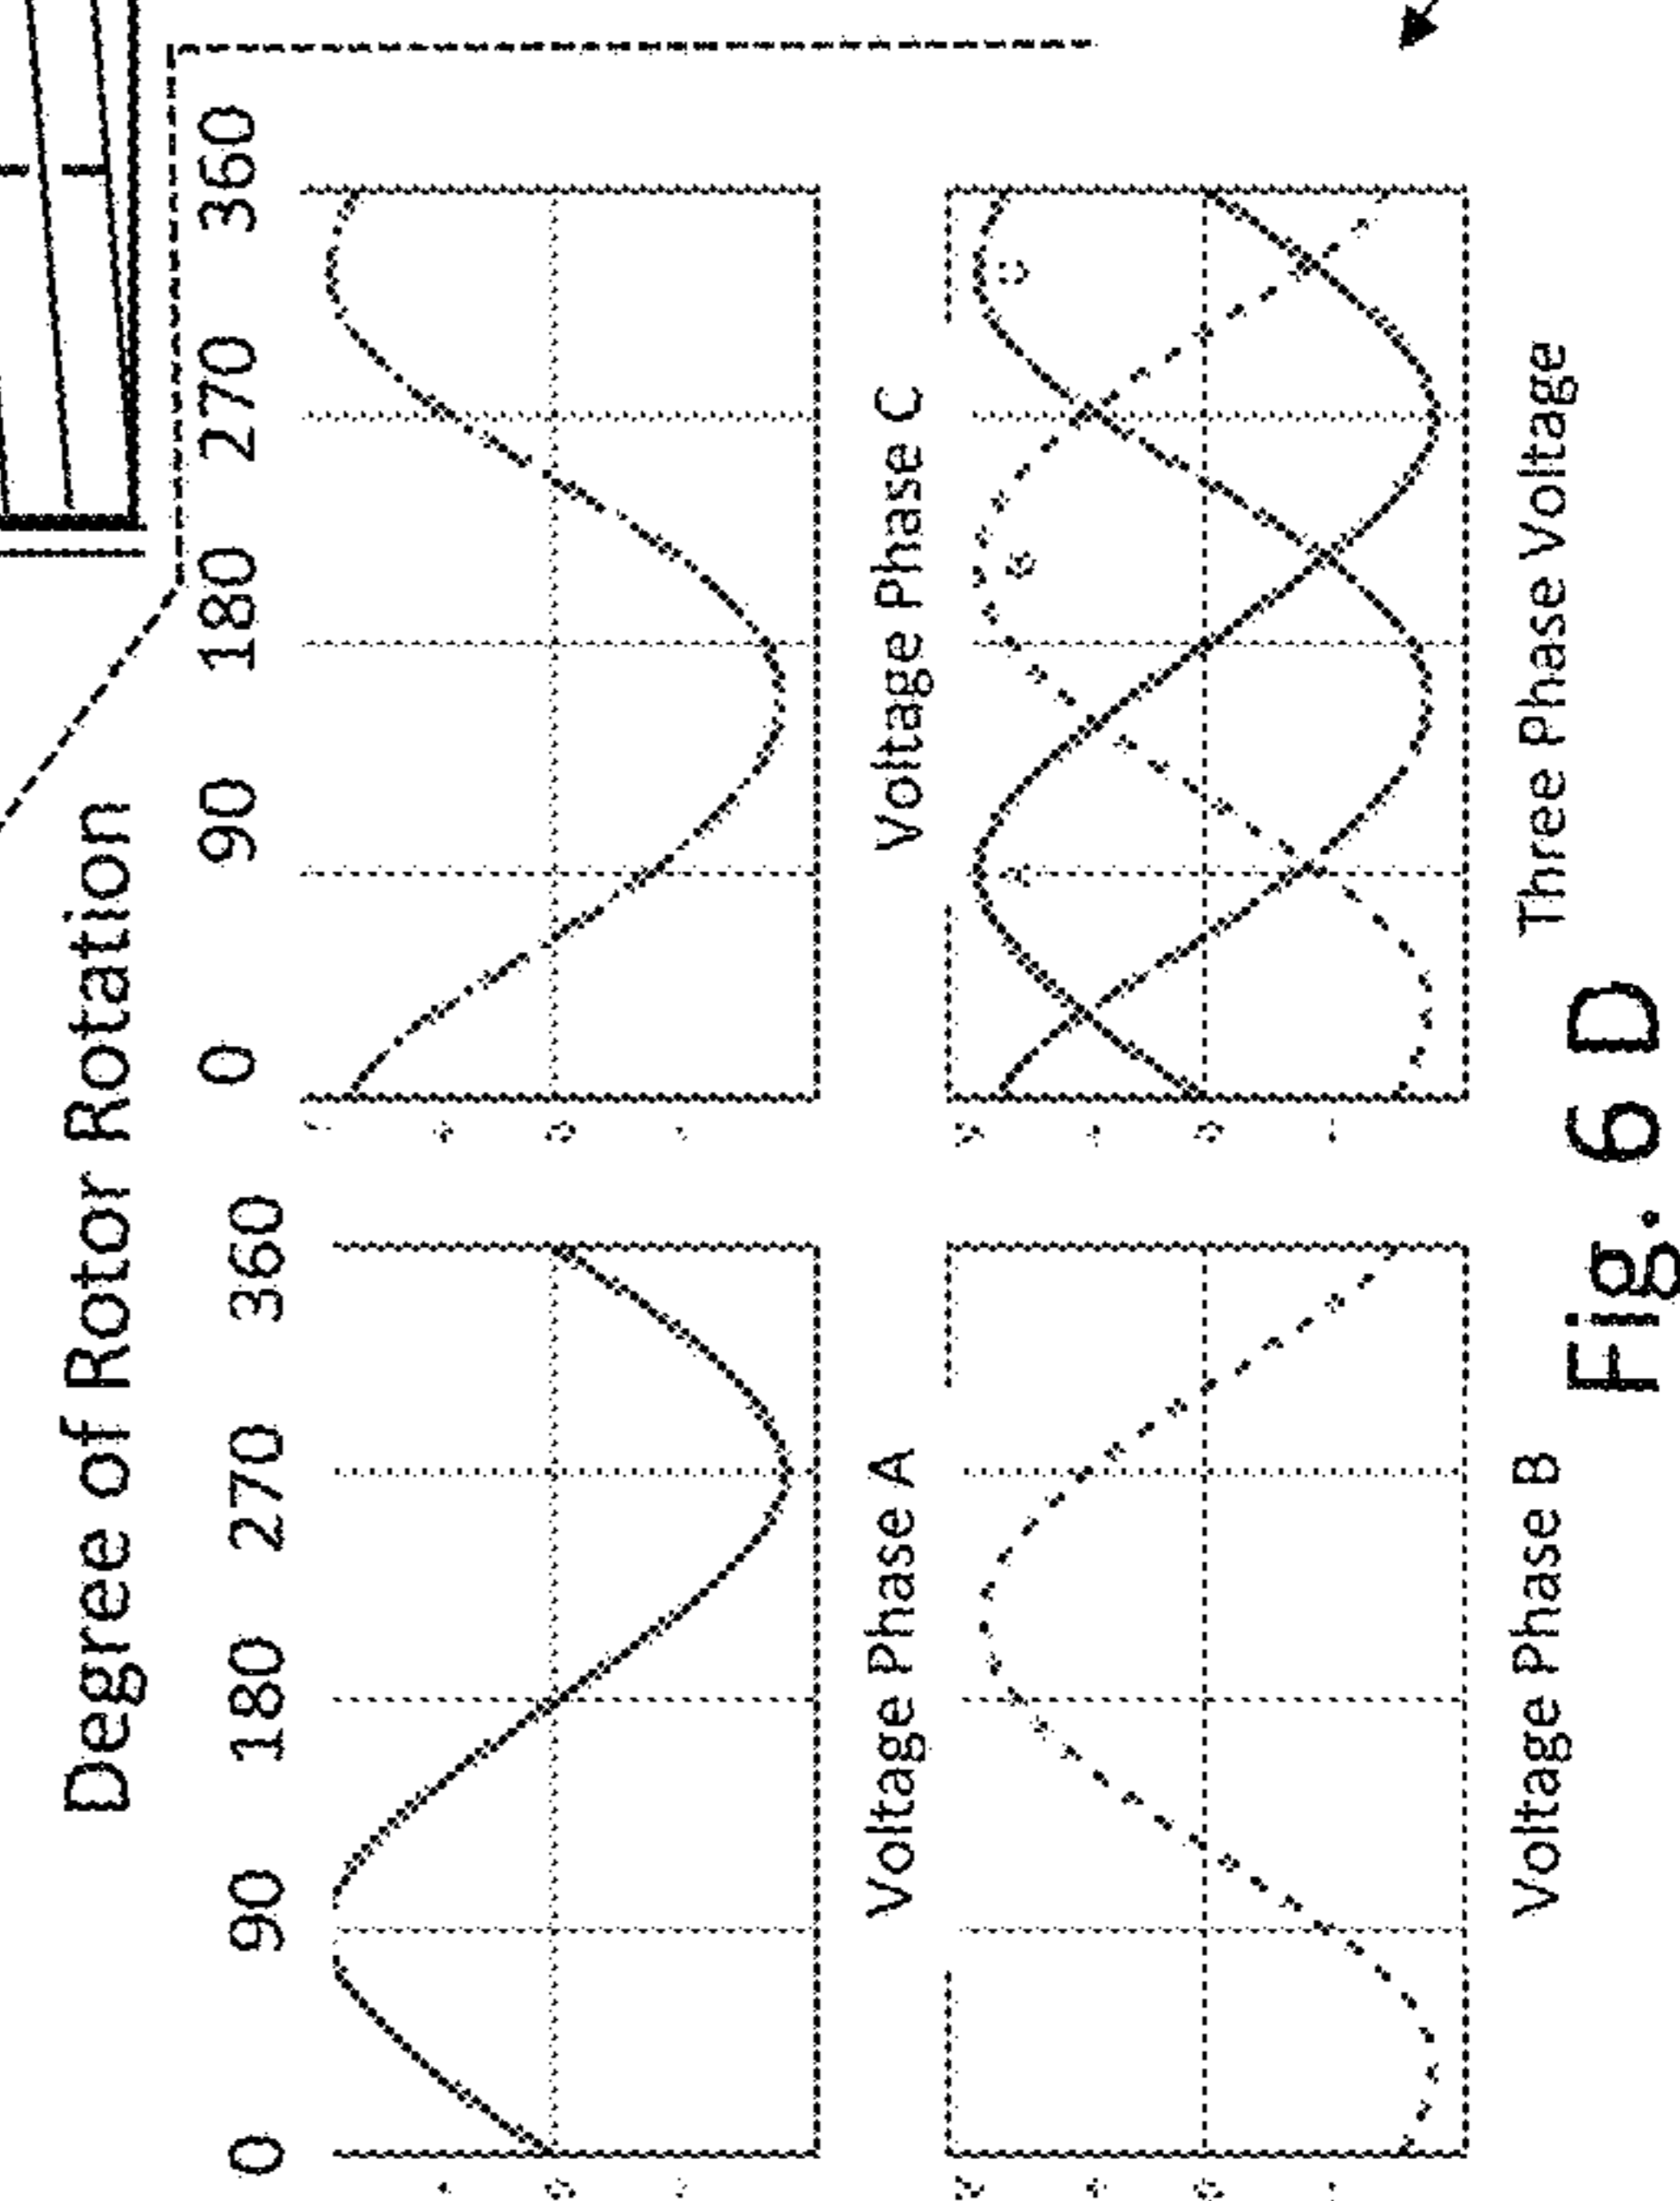 Degree of Rotor Rotation
0 90 180 270 360
0 90 180 270 360
Voltage Phase A
Voltage Phase C
A
C
Voltage Phase B
Three Phase Voltage
Fig. 6 D